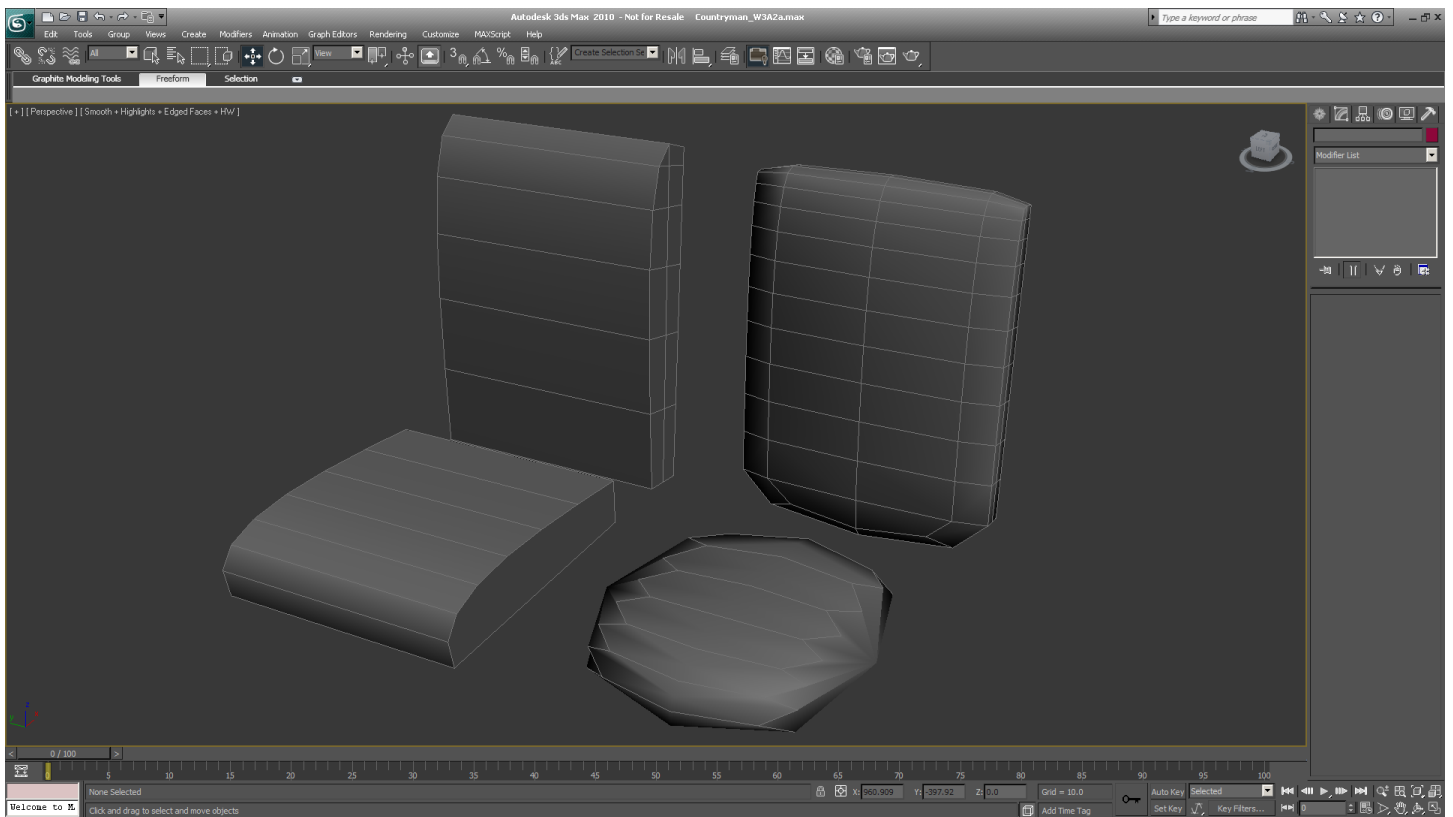 Autodesk 3ds Max 2010 - Not for Resale Countryman_W3A2a.max
Type a keyword or phrase
Edit Tools Group Views Create Modifiers Animation Graph Editors Rendering Customize MAXScript Help
All View Create Selection Se
Graphite Modeling Tools Freeform Selection
[ + ] [ Perspective ] [ Smooth + Highlights + Edged Faces + HW ]
Modifier List
z
y
0 / 100
0 5 10 15 20 25 30 35 40 45 50 55 60 65 70 75 80 85 90 95 100
None Selected X: 960.909 Y: -397.92 Z: 0.0 Grid = 10.0 Auto Key Selected
Welcome to M Click and drag to select and move objects Add Time Tag Set Key Key Filters... 0